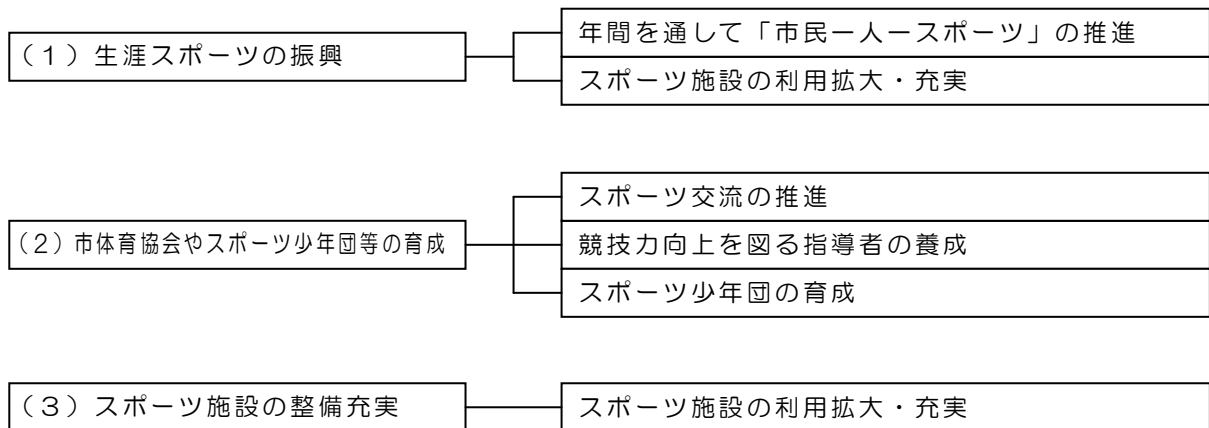 （１）生涯スポーツの振興
年間を通して「市民一人一スポーツ」の推進
スポーツ施設の利用拡大・充実
（２）市体育協会やスポーツ少年団等の育成
スポーツ交流の推進
競技力向上を図る指導者の養成
スポーツ少年団の育成
（３）スポーツ施設の整備充実
スポーツ施設の利用拡大・充実